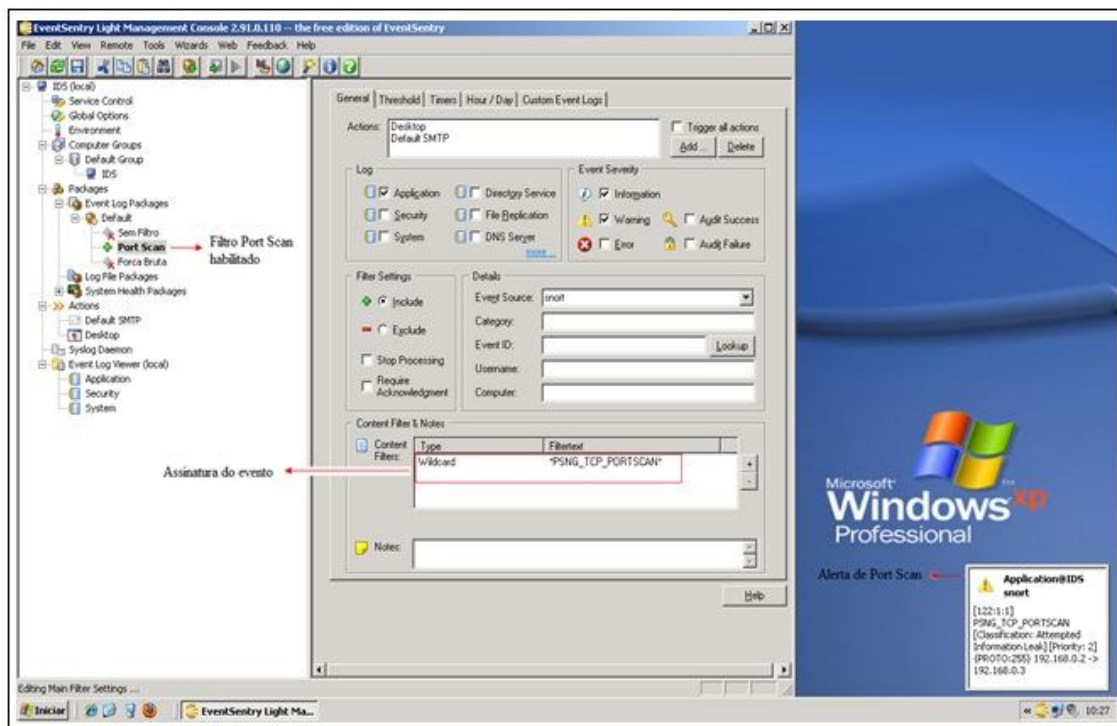 EventSentry Light Management Console 2.91.0.110 -- the free edition of EventSentry
File Edit View Remote Tools Wizards Web Feedback Help
IDS (local)
Service Control
Global Options
Environment
Computer Groups
Default Group
IDS
Packages
Event Log Packages
Default
Sem Filtro
Port Scan
Forca Bruta
Log File Packages
System Health Packages
Actions
Default SMTP
Desktop
Syslog Daemon
Event Log Viewer (local)
Application
Security
System
Filtro Port Scan
habilitado
Assinatura do evento
General Threshold Timers Hour / Day Custom Event Logs
Actions: Desktop
Default SMTP
Trigger all actions
Add ... Delete
Log
Application Directory Service
Security File Replication
System DNS Server
more ...
Event Severity
Information
Warning Audit Success
Error Audit Failure
Filter Settings
Include
Exclude
Stop Processing
Require
Acknowledgment
Details
Event Source: snort
Category:
Event ID: Lookup
Username:
Computer:
Content Filter & Notes
Content
Filters:
Type Filtertext
Wildcard *PSNG_TCP_PORTSCAN*
+
-
Notes:
Help
Microsoft
Windows xp
Professional
Alerta de Port Scan
Application@IDS
snort
[122:1:1]
PSNG_TCP_PORTSCAN
[Classification: Attempted
Information Leak] [Priority: 2]
{PROTO:255} 192.168.0.2 ->
192.168.0.3
Editing Main Filter Settings ...
Iniciar EventSentry Light Ma... 10:27